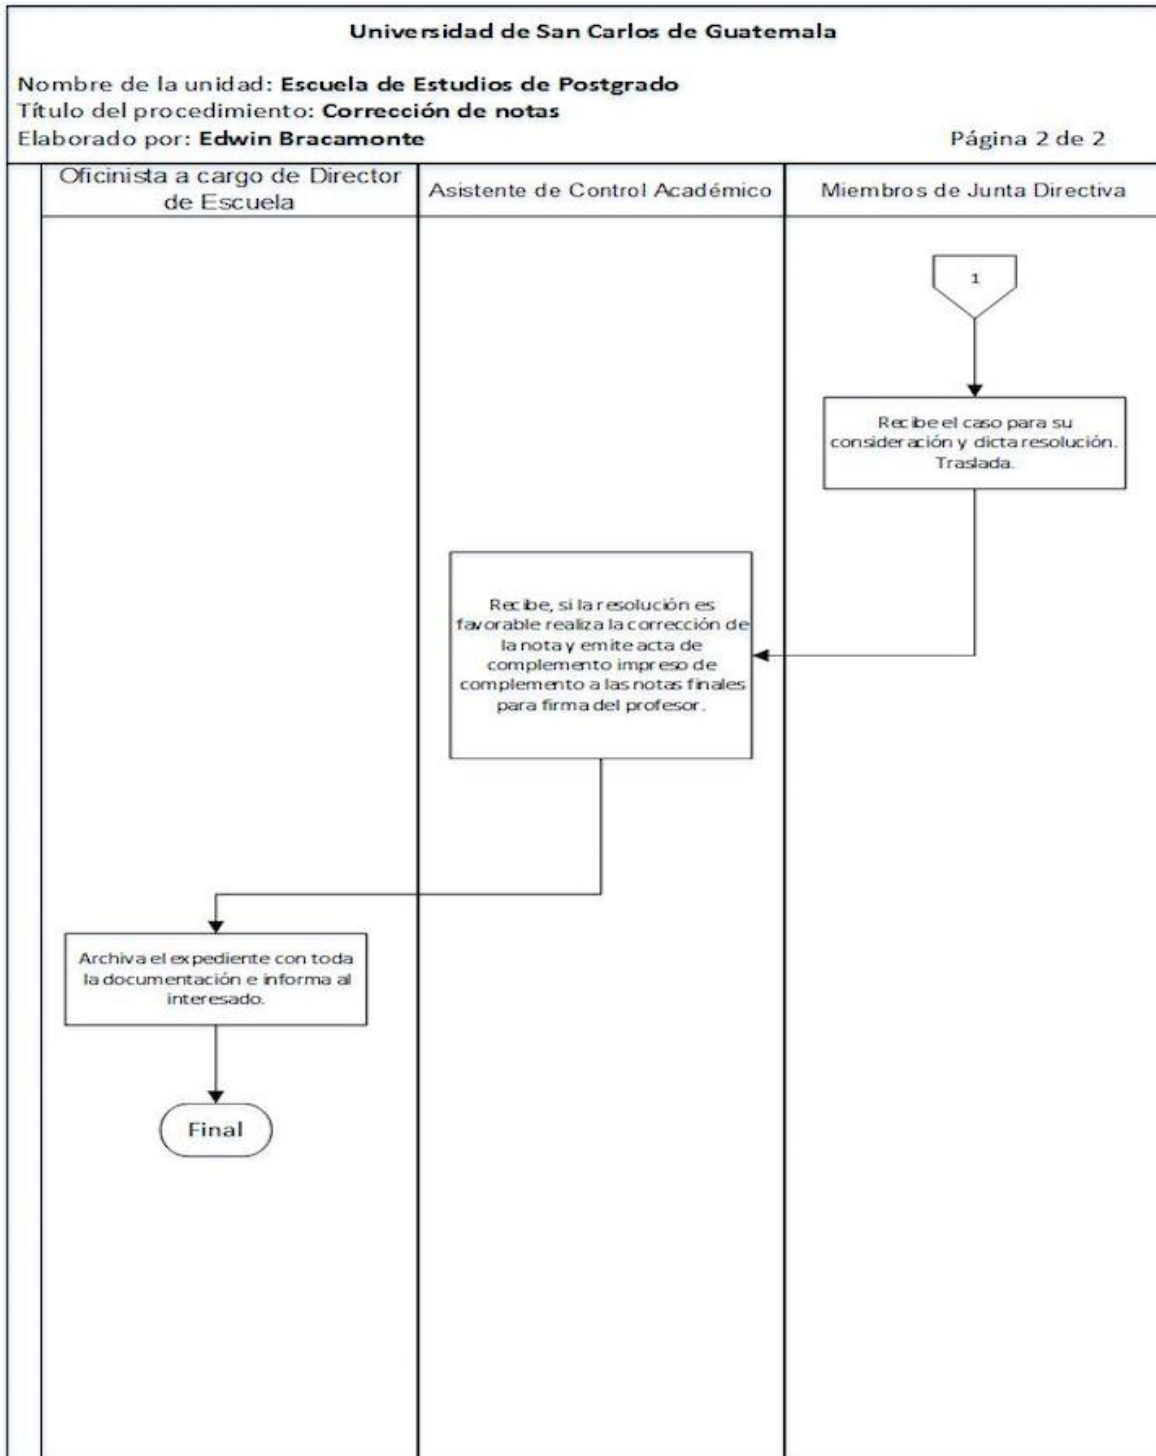 Universidad de San Carlos de Guatemala
Nombre de la unidad: Escuela de Estudios de Postgrado
Título del procedimiento: Corrección de notas
Elaborado por: Edwin Bracamonte
Página 2 de 2
Oficinista a cargo de Director
de Escuela
Asistente de Control Académico
Miembros de Junta Directiva
1
Recibe el caso para su
consideración y dicta resolución.
Traslada.
Recibe, si la resolución es
favorable realiza la corrección de
la nota y emite acta de
complemento impreso de
complemento a las notas finales
para firma del profesor.
Archiva el expediente con toda
la documentación e informa al
interesado.
Final